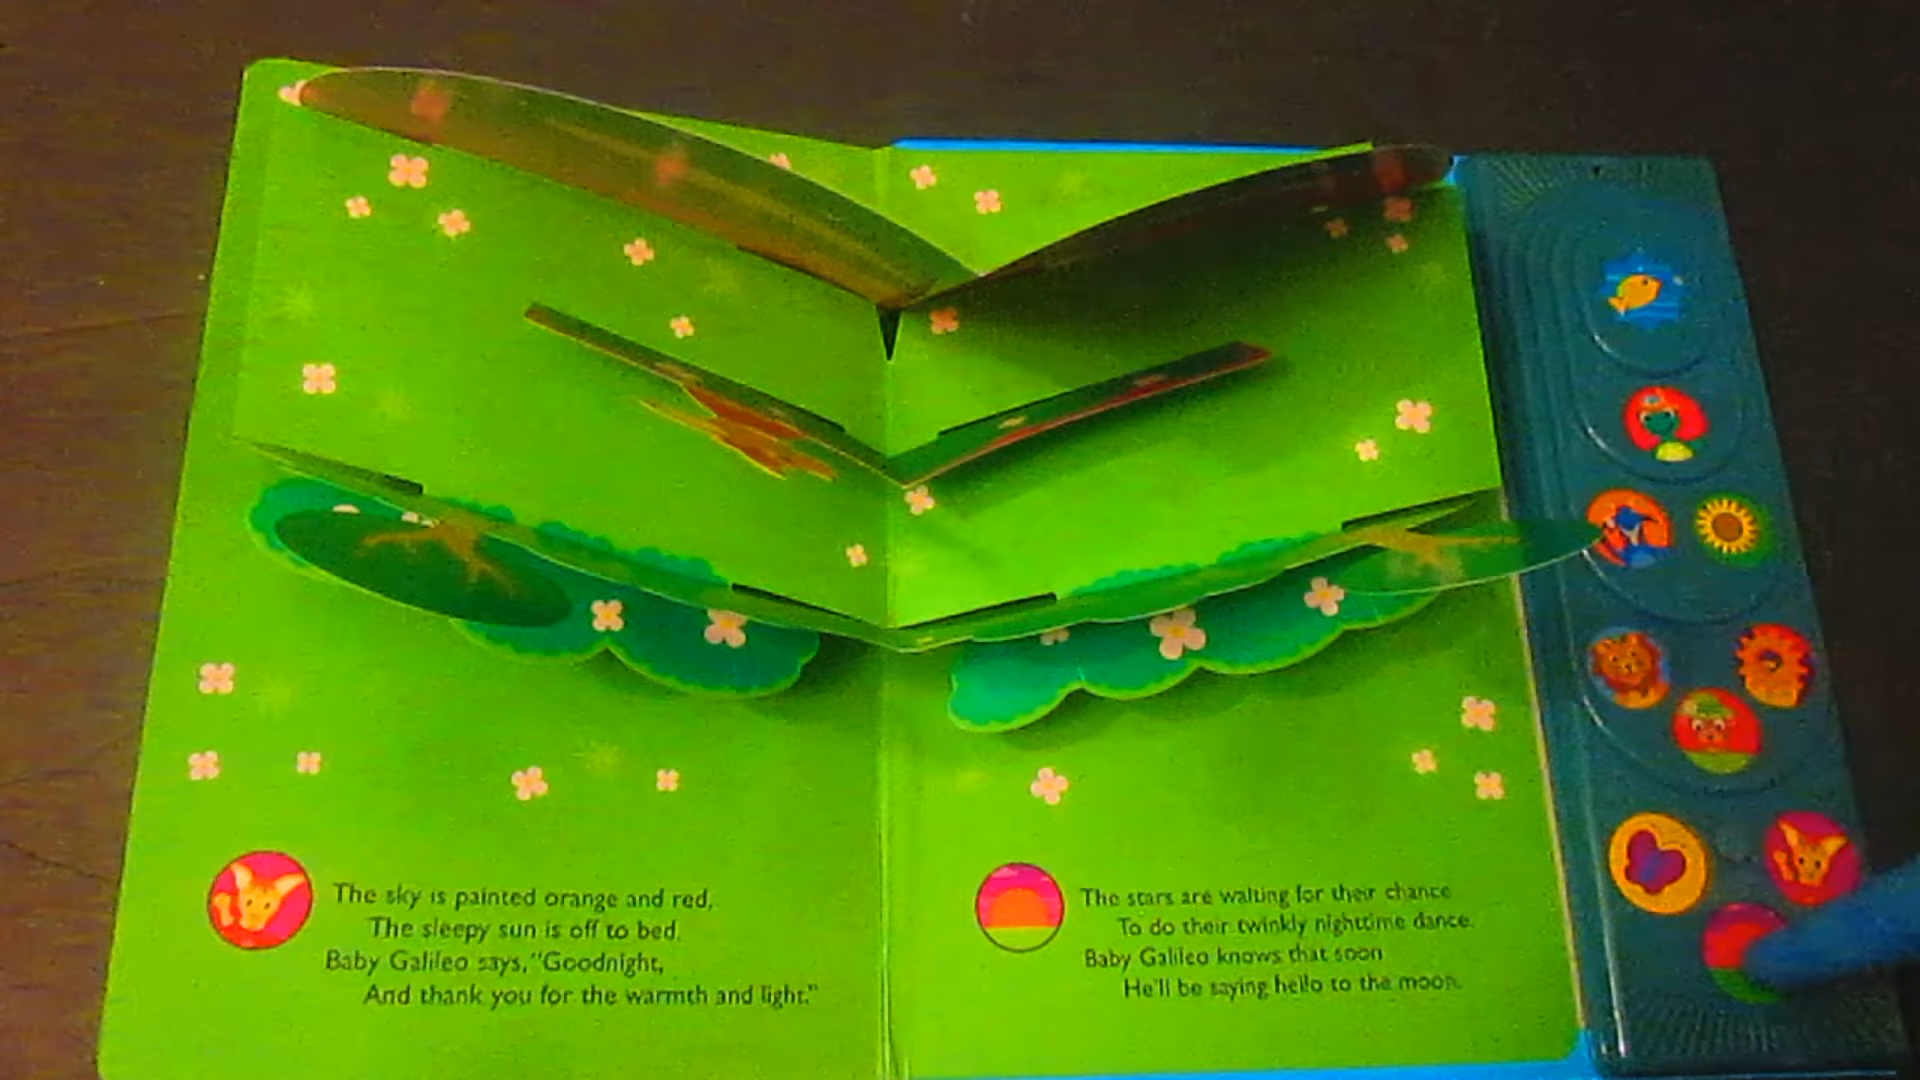 The sky is painted orange and red,
The sleepy sun is off to bed.
Baby Galileo says, "Goodnight,
And thank you for the warmth and light."
The stars are waiting for their chance
To do their twinkly nighttime dance.
Baby Galileo knows that soon
He'll be saying hello to the moon.